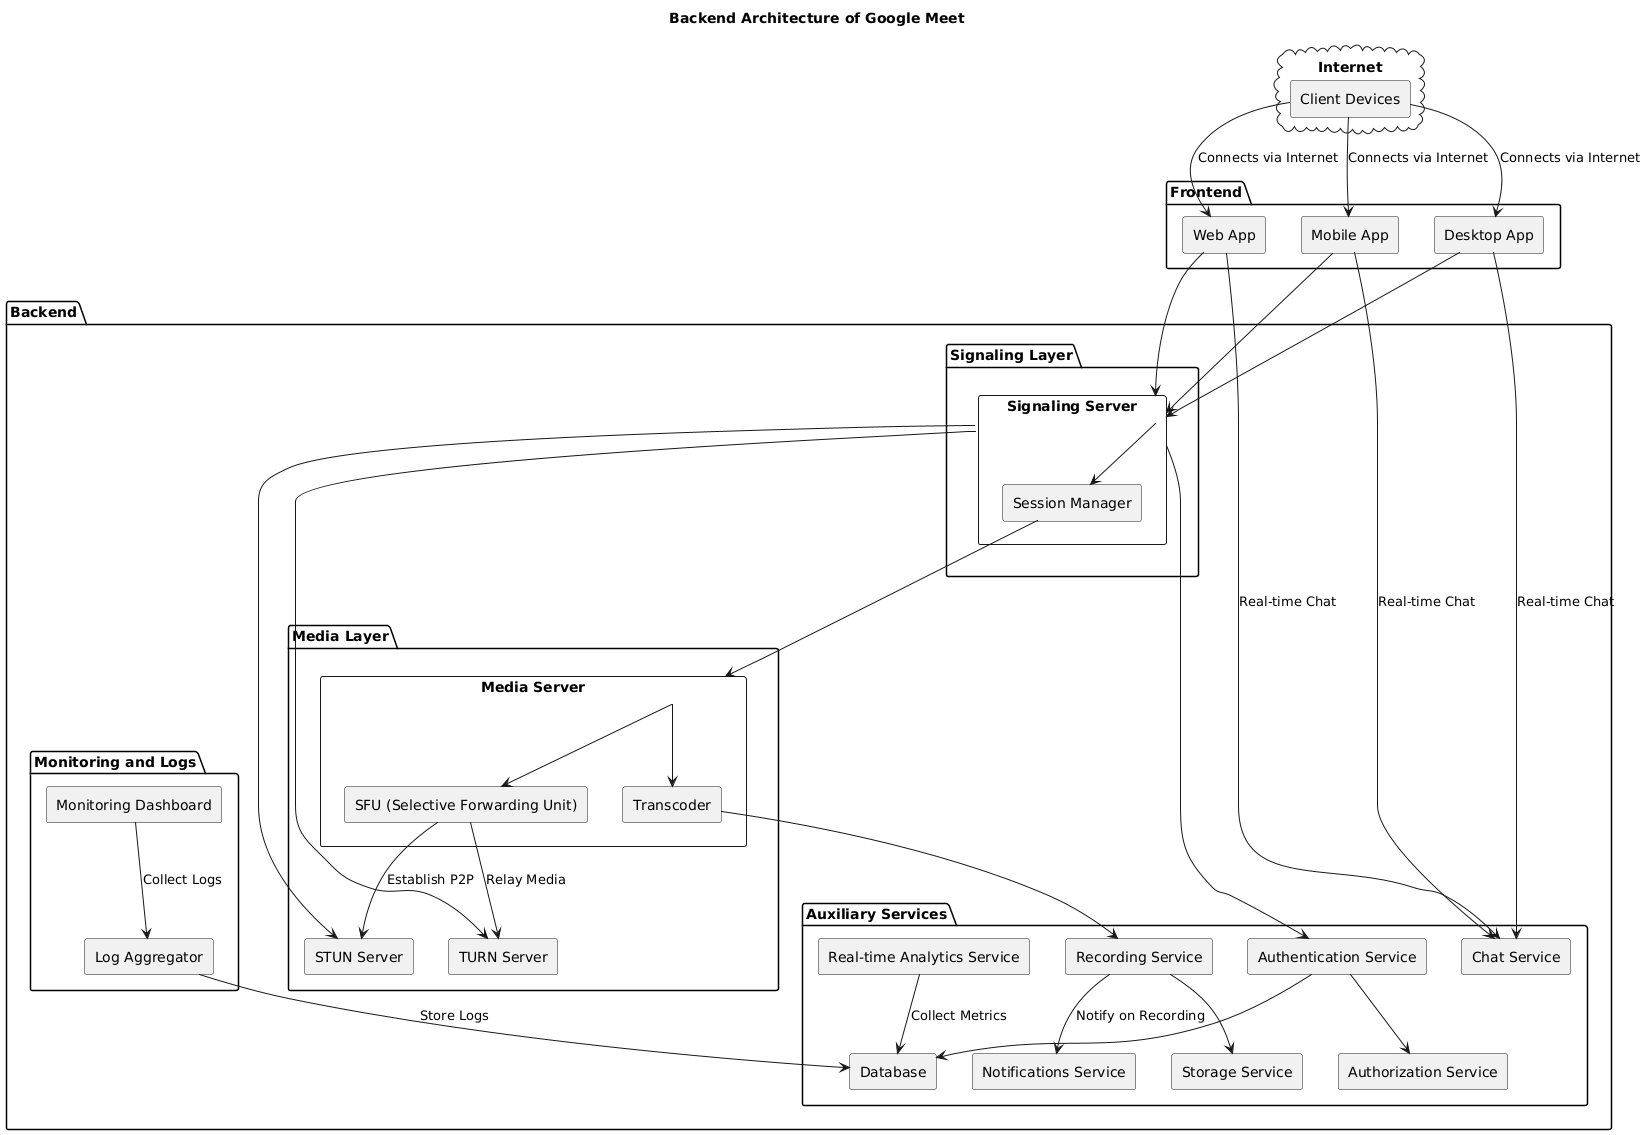 Backend Architecture of Google Meet
Internet
Client Devices
Connects via Internet
Connects via Internet
Connects via Internet
Frontend
Web App
Mobile App
Desktop App
Backend
Signaling Layer
Signaling Server
Session Manager
Real-time Chat
Real-time Chat
Real-time Chat
Media Layer
Media Server
SFU (Selective Forwarding Unit)
Transcoder
Monitoring and Logs
Monitoring Dashboard
Collect Logs
Log Aggregator
Establish P2P
Relay Media
STUN Server
TURN Server
Auxiliary Services
Real-time Analytics Service
Recording Service
Authentication Service
Chat Service
Store Logs
Collect Metrics
Notify on Recording
Database
Notifications Service
Storage Service
Authorization Service